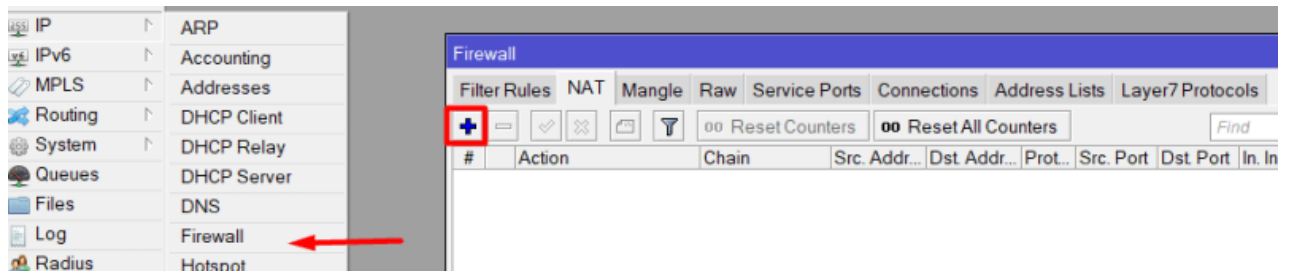 IP
IPv6
MPLS
Routing
System
Queues
Files
Log
Radius
ARP
Accounting
Addresses
DHCP Client
DHCP Relay
DHCP Server
DNS
Firewall
Hotspot
Firewall
Filter Rules NAT Mangle Raw Service Ports Connections Address Lists Layer7 Protocols
00 Reset Counters 00 Reset All Counters Find
# Action Chain Src. Addr... Dst. Addr... Prot... Src. Port Dst. Port In. In